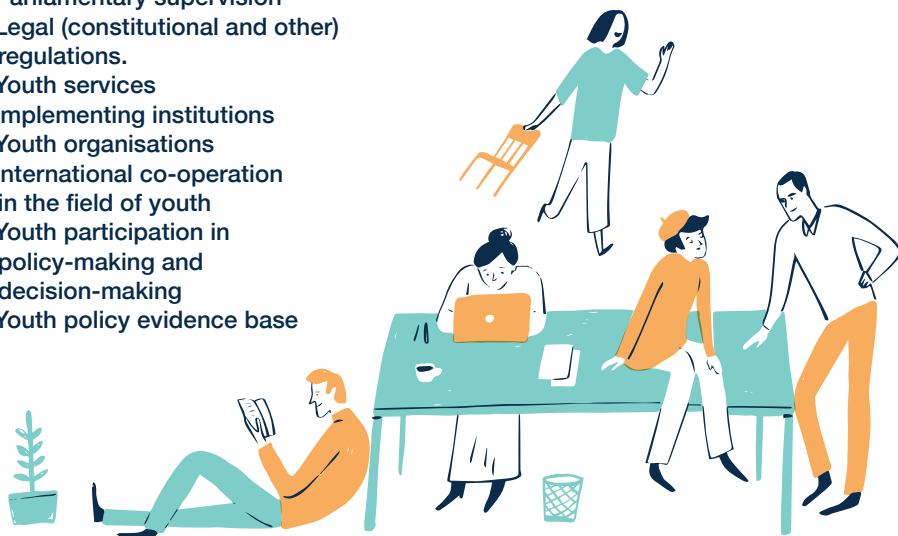 arliamentary supervision
Legal (constitutional and other)
regulations.
Youth services
mplementing institutions
Youth organisations
nternational co-operation
in the field of youth
Youth participation in
policy-making and
decision-making
Youth policy evidence base